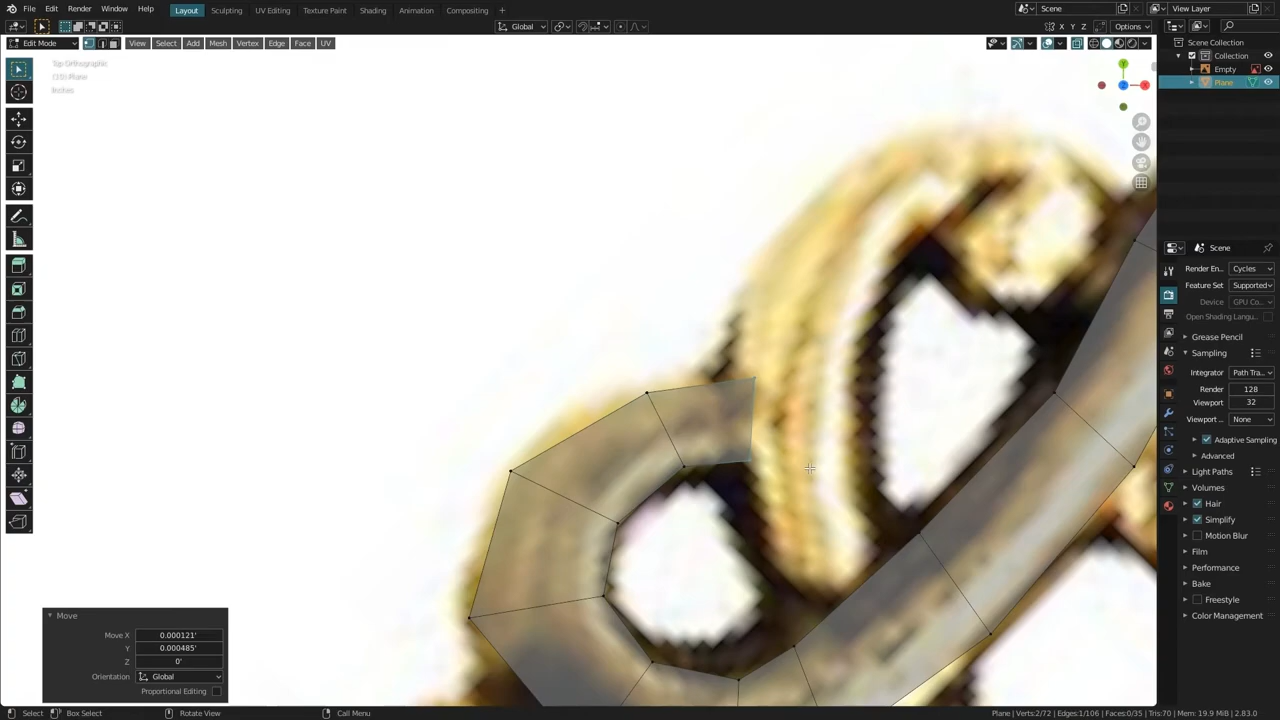 File Edit Render Window Help Layout Sculpting UV Editing Texture Paint Shading Animation Compositing + Scene View Layer
Global X Y Z Options
Edit Mode View Select Add Mesh Vertex Edge Face UV
Top Orthographic
(10) Plane
Inches
Y
Z X
Scene Collection
Collection
Empty
Plane
Scene
Render En... Cycles
Feature Set Supported
Device GPU Co...
Open Shading Langu...
Grease Pencil
Sampling
Integrator Path Tra...
Render 128
Viewport 32
Viewport ... None
Adaptive Sampling
Advanced
Light Paths
Volumes
Hair
Simplify
Motion Blur
Film
Performance
Bake
Freestyle
Color Management
Move
Move X 0.000121'
Y 0.000485'
Z 0'
Orientation Global
Proportional Editing
Select Box Select Rotate View Call Menu Plane | Verts:2/72 | Edges:1/106 | Faces:0/35 | Tris:70 | Mem: 19.9 MiB | 2.83.0